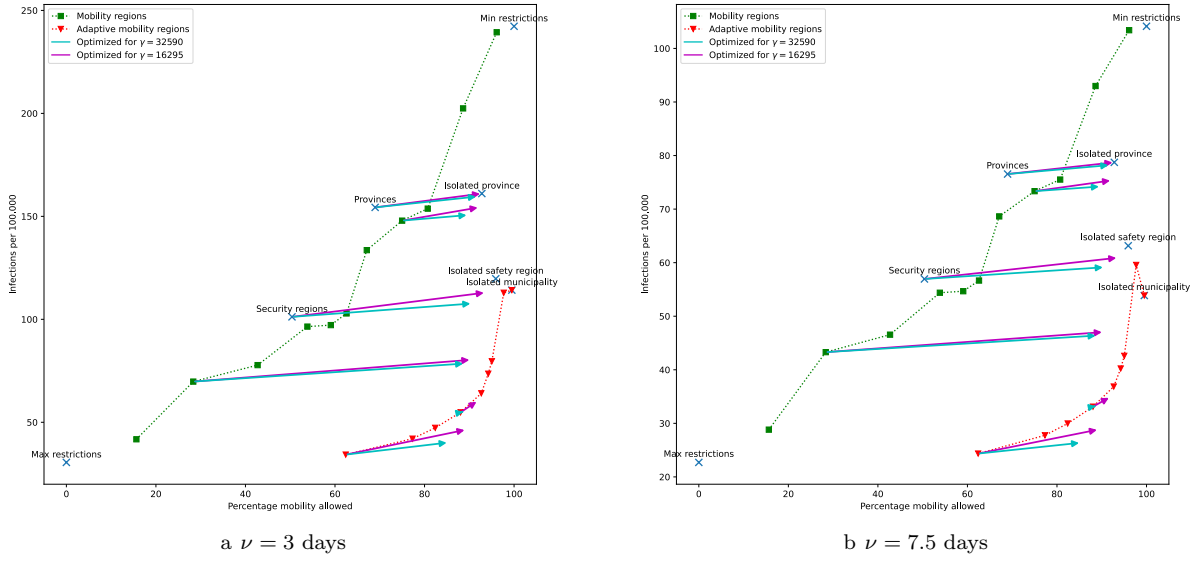 Mobility regions
Adaptive mobility regions
Optimized for γ = 32590
Optimized for γ = 16295
Min restrictions
Isolated province
Provinces
Isolated safety region
Isolated municipality
Security regions
Max restrictions
250
200
150
100
50
0
20
40
60
80
100
Infections per 100,000
Percentage mobility allowed
a ν = 3 days
Mobility regions
Adaptive mobility regions
Optimized for γ = 32590
Optimized for γ = 16295
Min restrictions
Isolated province
Provinces
Isolated safety region
Security regions
Isolated municipality
Max restrictions
100
90
80
70
60
50
40
30
20
0
20
40
60
80
100
Infections per 100,000
Percentage mobility allowed
b ν = 7.5 days